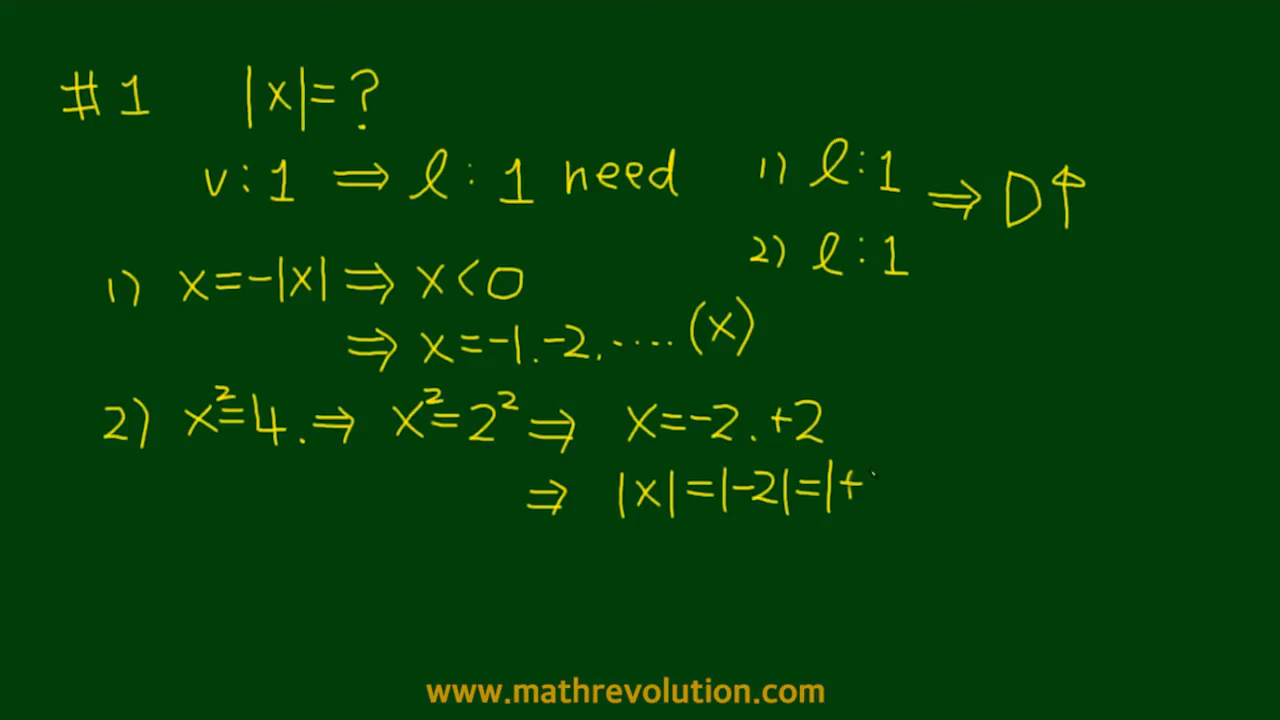 #1 |x|=?
v:1 ⇒ l:1 need
1) l:1
2) l:1
⇒ D↑
1) x=-|x| ⇒ x<0
⇒ x=-1.-2.····· (x)
2) x²=4. ⇒ x²=2² ⇒ x=-2.+2
⇒ |x|=|-2|=|+
www.mathrevolution.com